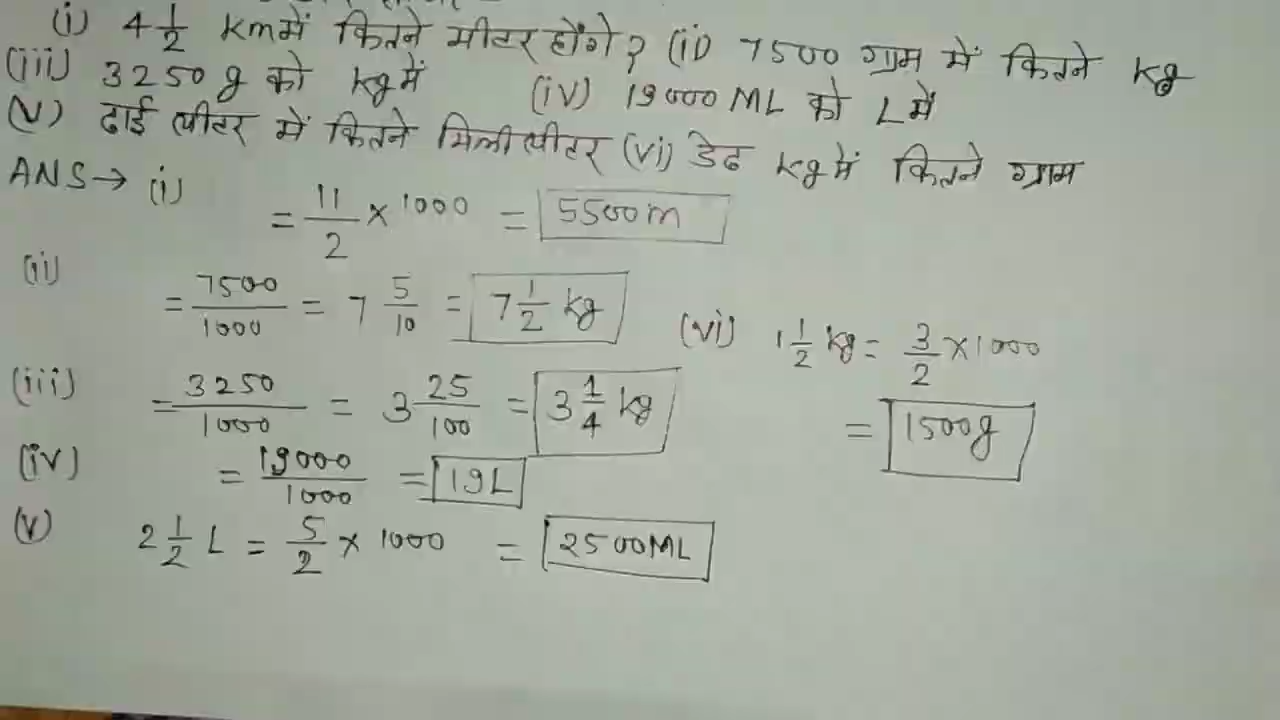 (i) 4 1/2 km में कितने मीटर होंगे? (ii) 7500 ग्राम में कितने kg
(iii) 3250 g को kg में (iv) 19000 ML को L में
(V) ढाई लीटर में कितने मिलीलीटर (vi) डेढ kg में कितने ग्राम
ANS → (i)
= 11/2 × 1000 = 5500m
(ii)
= 7500/1000 = 7 5/10 = 7 1/2 kg
(vi) 1 1/2 kg = 3/2 × 1000
(iii) = 3250/1000 = 3 25/100 = 3 1/4 kg
= 1500g
(iv) = 19000/1000 = 19L
(v) 2 1/2 L = 5/2 × 1000 = 2500ML